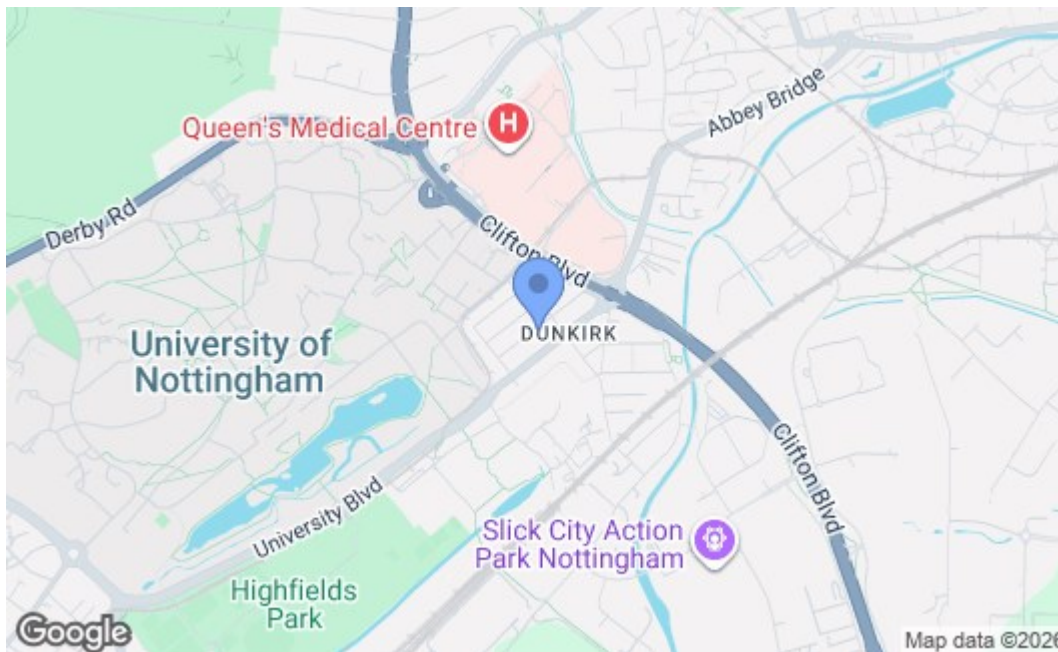 Abbey Bridge
Queen's Medical Centre
H
Derby Rd
Clifton Blvd
DUNKIRK
University of
Nottingham
Clifton Blvd
University Blvd
Slick City Action
Park Nottingham
Highfields
Park
Google
Map data ©2026